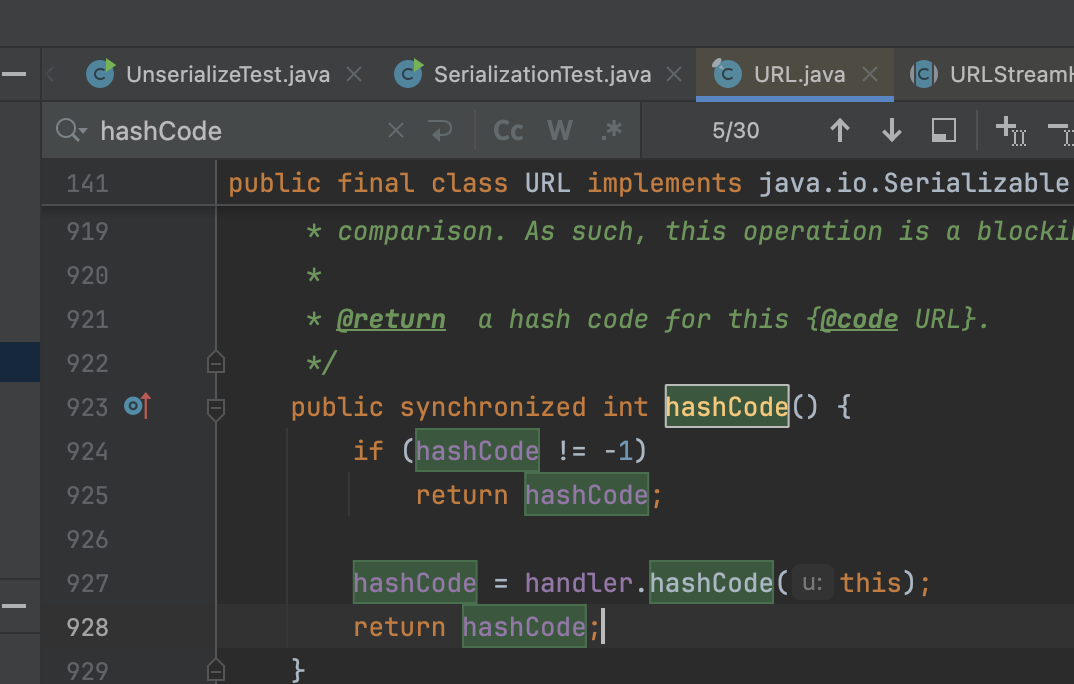 UnserializeTest.java SerializationTest.java URL.java URLStreamH
hashCode Cc W .* 5/30
141 public final class URL implements java.io.Serializable
919 * comparison. As such, this operation is a blocki
920 *
921 * @return a hash code for this {@code URL}.
922 */
923 public synchronized int hashCode() {
924 if (hashCode != -1)
925 return hashCode;
926
927 hashCode = handler.hashCode( u: this);
928 return hashCode;
929 }